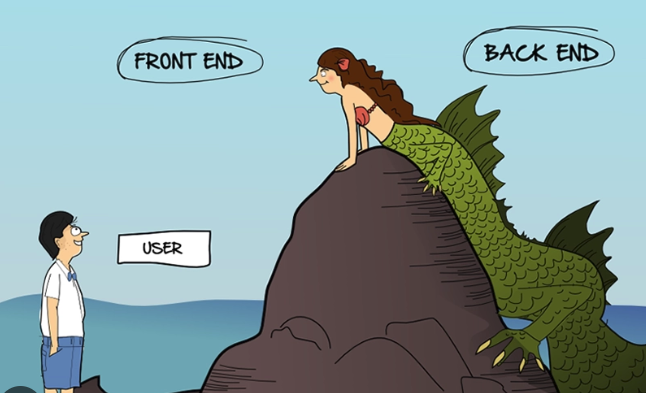 FRONT END
BACK END
USER